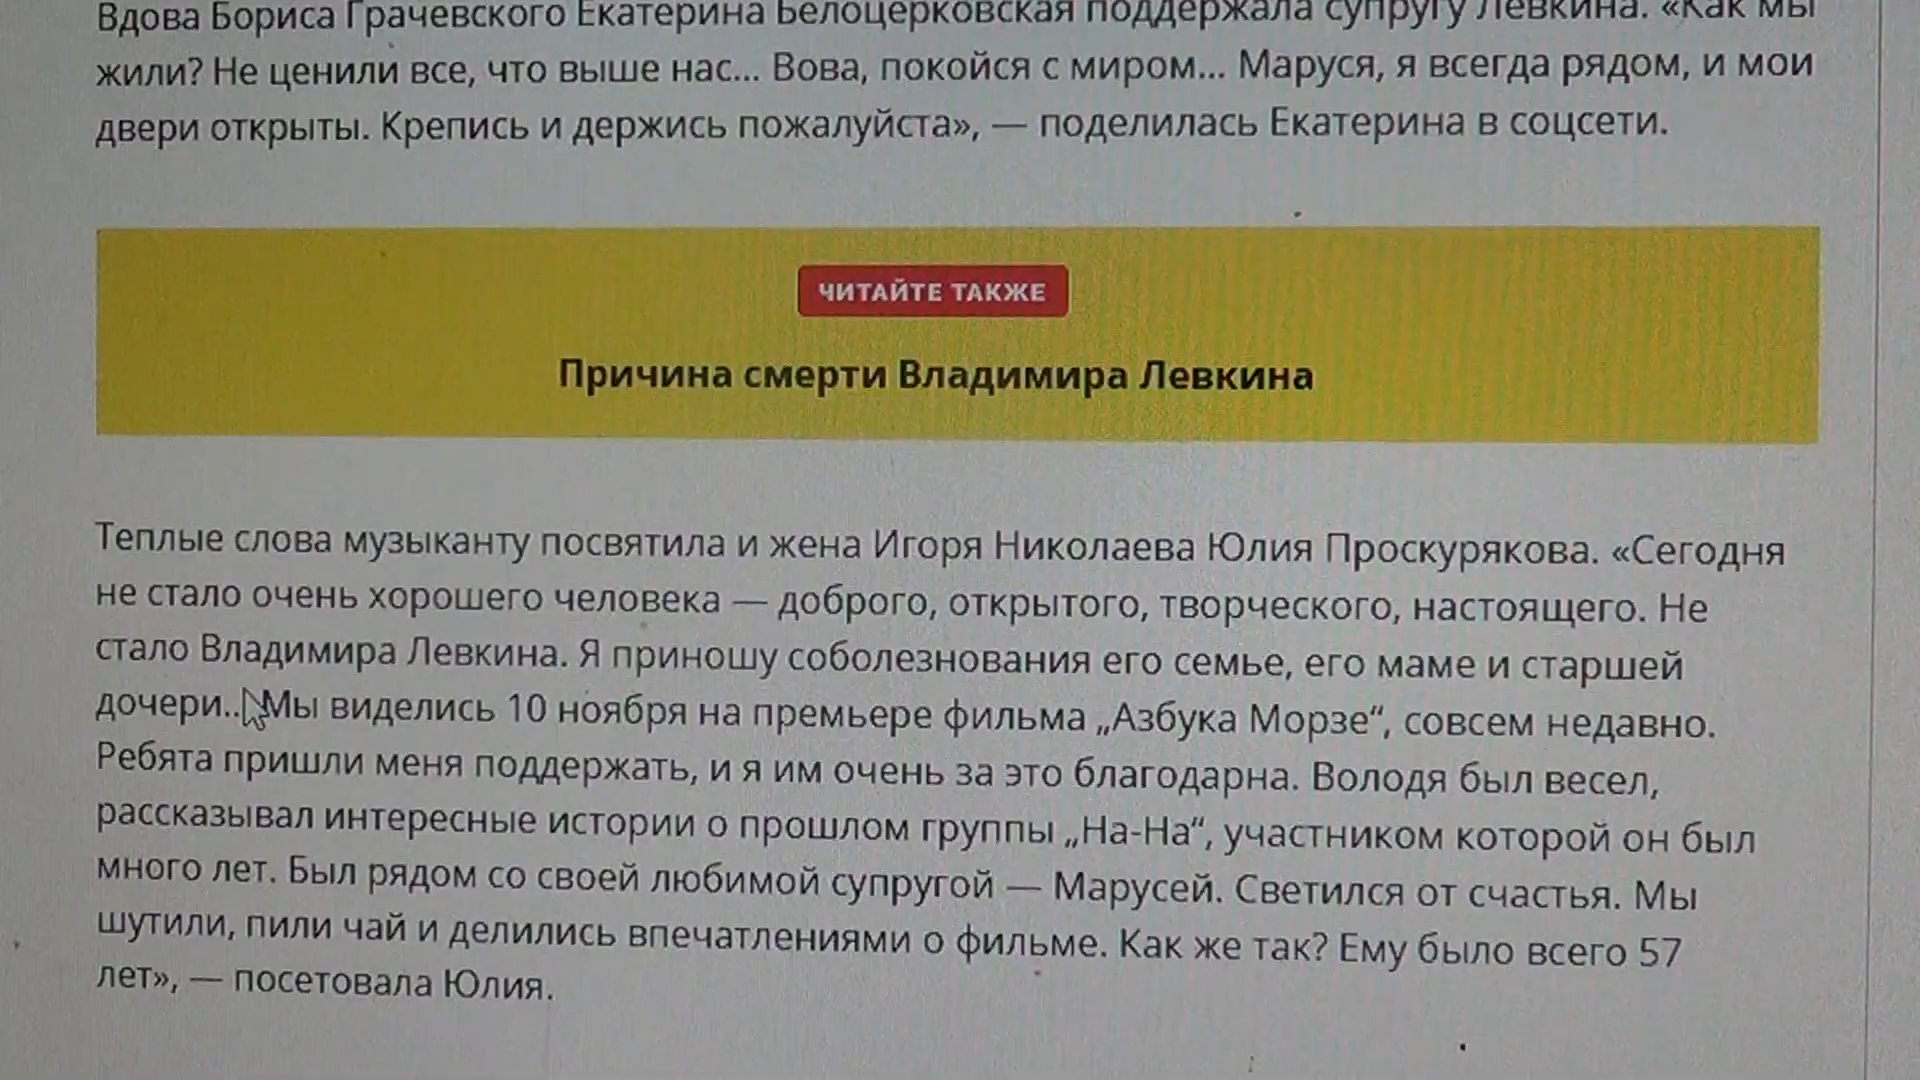 Вдова Бориса Грачевского Екатерина Белоцерковская поддержала супругу Левкина. «Как мы
жили? Не ценили все, что выше нас... Вова, покойся с миром... Маруся, я всегда рядом, и мои
двери открыты. Крепись и держись пожалуйста», — поделилась Екатерина в соцсети.
ЧИТАЙТЕ ТАКЖЕ
Причина смерти Владимира Левкина
Теплые слова музыканту посвятила и жена Игоря Николаева Юлия Проскурякова. «Сегодня
не стало очень хорошего человека — доброго, открытого, творческого, настоящего. Не
стало Владимира Левкина. Я приношу соболезнования его семье, его маме и старшей
дочери... Мы виделись 10 ноября на премьере фильма „Азбука Морзе“, совсем недавно.
Ребята пришли меня поддержать, и я им очень за это благодарна. Володя был весел,
рассказывал интересные истории о прошлом группы „На-На“, участником которой он был
много лет. Был рядом со своей любимой супругой — Марусей. Светился от счастья. Мы
шутили, пили чай и делились впечатлениями о фильме. Как же так? Ему было всего 57
лет», — посетовала Юлия.